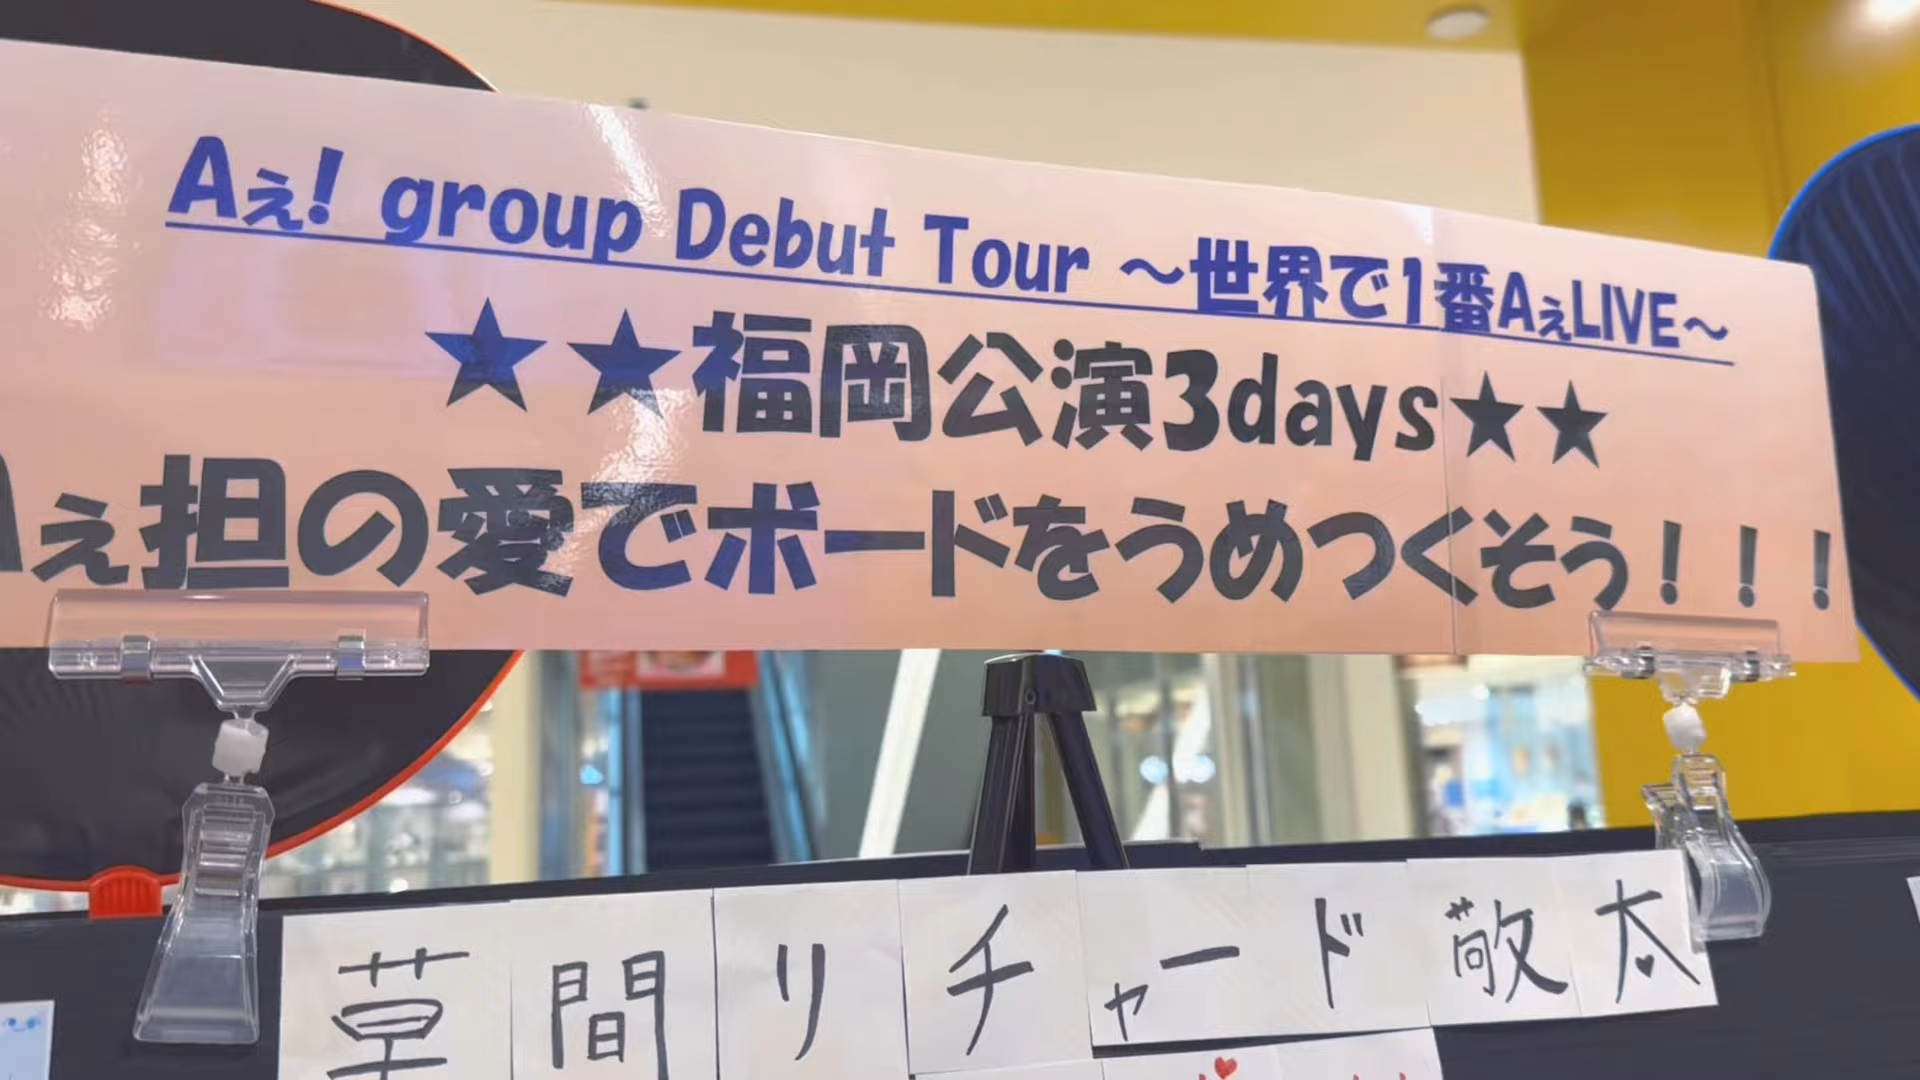 Aぇ! group Debut Tour ～世界で1番AぇLIVE～
★★福岡公演3days★★
Aぇ担の愛でボードをうめつくそう！！！
草間リチャード敬太